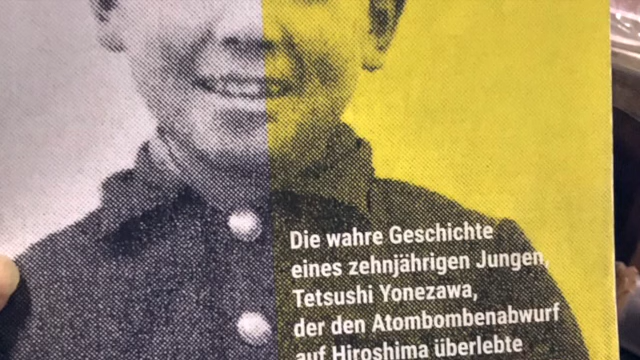 Die wahre Geschichte
eines zehnjährigen Jungen,
Tetsushi Yonezawa,
der den Atombombenabwurf
auf Hiroshima überlebte